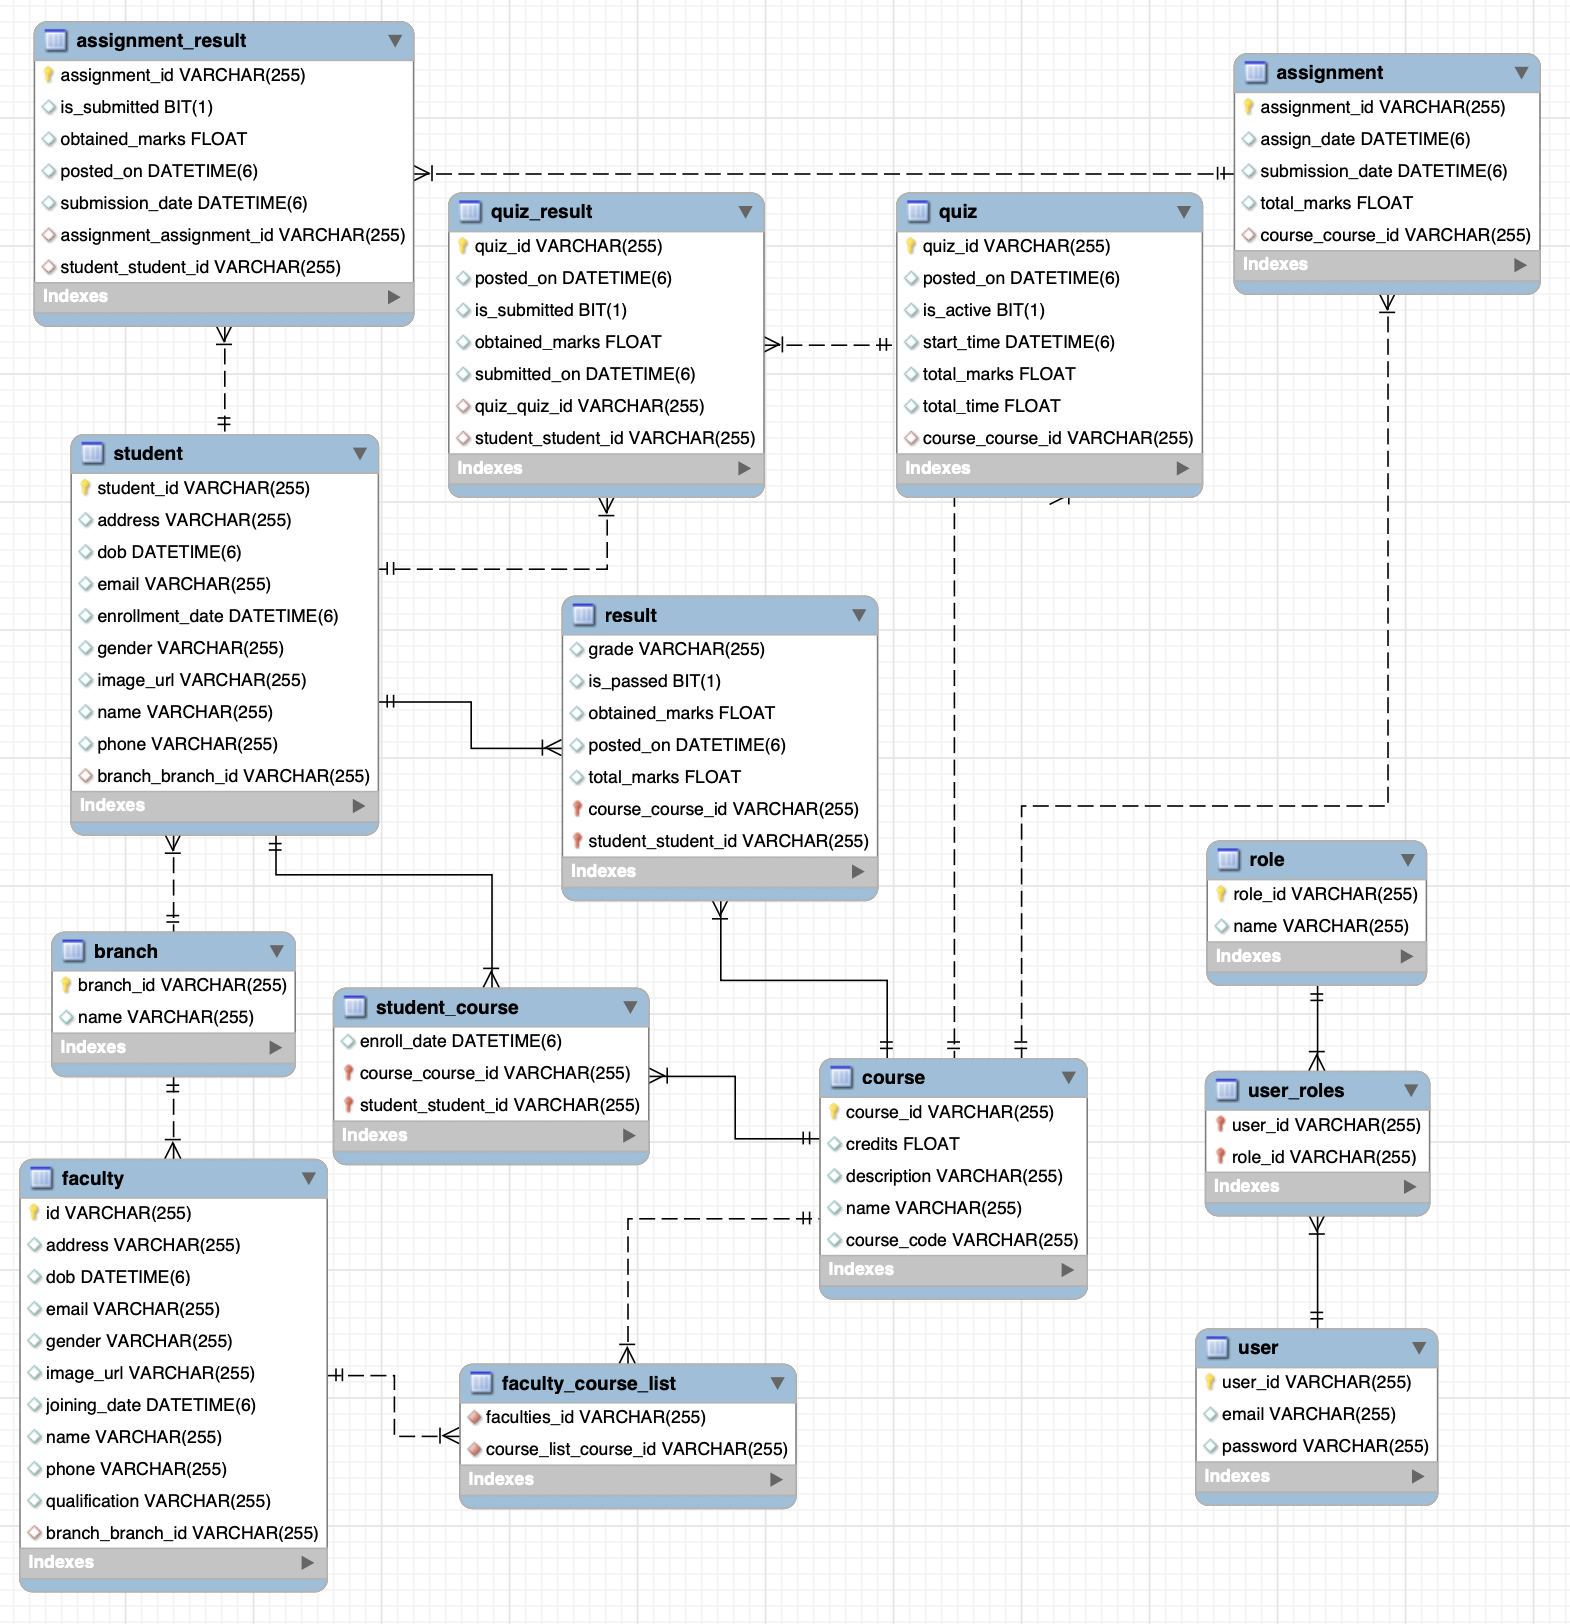 assignment_result
assignment_id VARCHAR(255)
is_submitted BIT(1)
obtained_marks FLOAT
posted_on DATETIME(6)
submission_date DATETIME(6)
assignment_assignment_id VARCHAR(255)
student_student_id VARCHAR(255)
Indexes
assignment
assignment_id VARCHAR(255)
assign_date DATETIME(6)
submission_date DATETIME(6)
total_marks FLOAT
course_course_id VARCHAR(255)
Indexes
quiz_result
quiz_id VARCHAR(255)
posted_on DATETIME(6)
is_submitted BIT(1)
obtained_marks FLOAT
submitted_on DATETIME(6)
quiz_quiz_id VARCHAR(255)
student_student_id VARCHAR(255)
Indexes
quiz
quiz_id VARCHAR(255)
posted_on DATETIME(6)
is_active BIT(1)
start_time DATETIME(6)
total_marks FLOAT
total_time FLOAT
course_course_id VARCHAR(255)
Indexes
student
student_id VARCHAR(255)
address VARCHAR(255)
dob DATETIME(6)
email VARCHAR(255)
enrollment_date DATETIME(6)
gender VARCHAR(255)
image_url VARCHAR(255)
name VARCHAR(255)
phone VARCHAR(255)
branch_branch_id VARCHAR(255)
Indexes
result
grade VARCHAR(255)
is_passed BIT(1)
obtained_marks FLOAT
posted_on DATETIME(6)
total_marks FLOAT
course_course_id VARCHAR(255)
student_student_id VARCHAR(255)
Indexes
role
role_id VARCHAR(255)
name VARCHAR(255)
Indexes
branch
branch_id VARCHAR(255)
name VARCHAR(255)
Indexes
student_course
enroll_date DATETIME(6)
course_course_id VARCHAR(255)
student_student_id VARCHAR(255)
Indexes
course
course_id VARCHAR(255)
credits FLOAT
description VARCHAR(255)
name VARCHAR(255)
course_code VARCHAR(255)
Indexes
user_roles
user_id VARCHAR(255)
role_id VARCHAR(255)
Indexes
faculty
id VARCHAR(255)
address VARCHAR(255)
dob DATETIME(6)
email VARCHAR(255)
gender VARCHAR(255)
image_url VARCHAR(255)
joining_date DATETIME(6)
name VARCHAR(255)
phone VARCHAR(255)
qualification VARCHAR(255)
branch_branch_id VARCHAR(255)
Indexes
faculty_course_list
faculties_id VARCHAR(255)
course_list_course_id VARCHAR(255)
Indexes
user
user_id VARCHAR(255)
email VARCHAR(255)
password VARCHAR(255)
Indexes